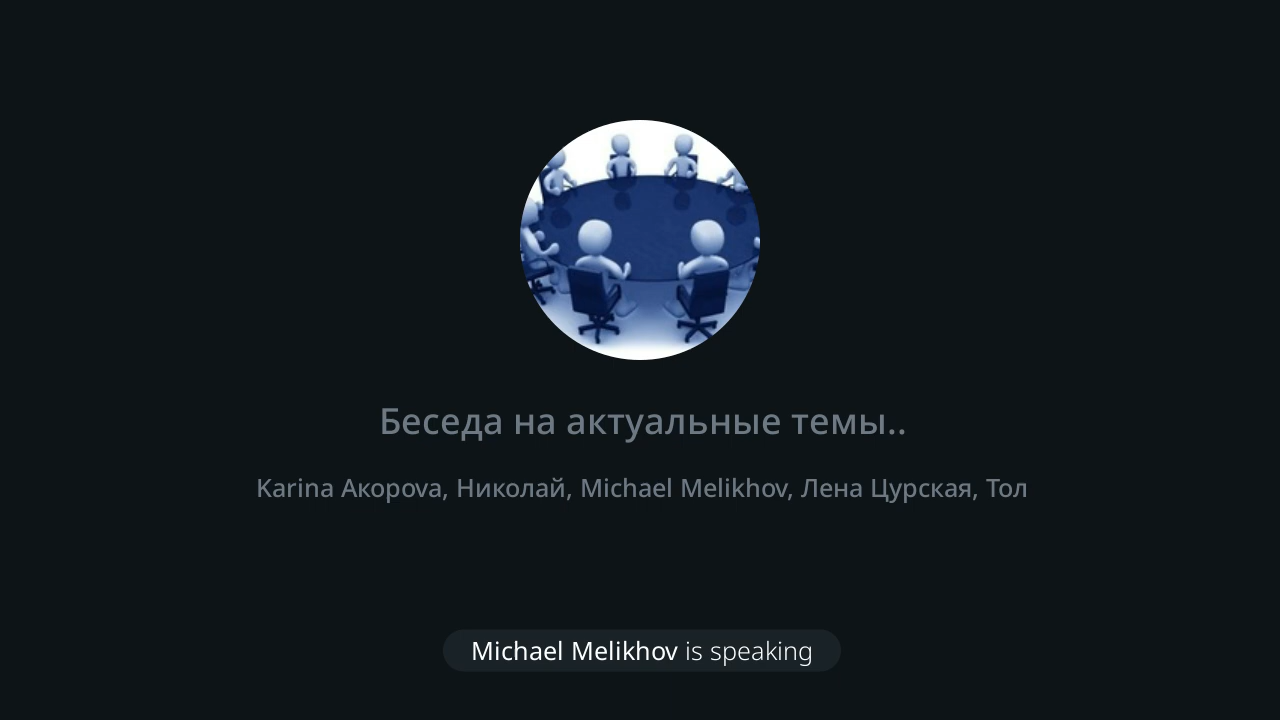 Беседа на актуальные темы..
Karina Акороva, Николай, Michael Melikhov, Лена Цурская, Тол
Michael Melikhov is speaking